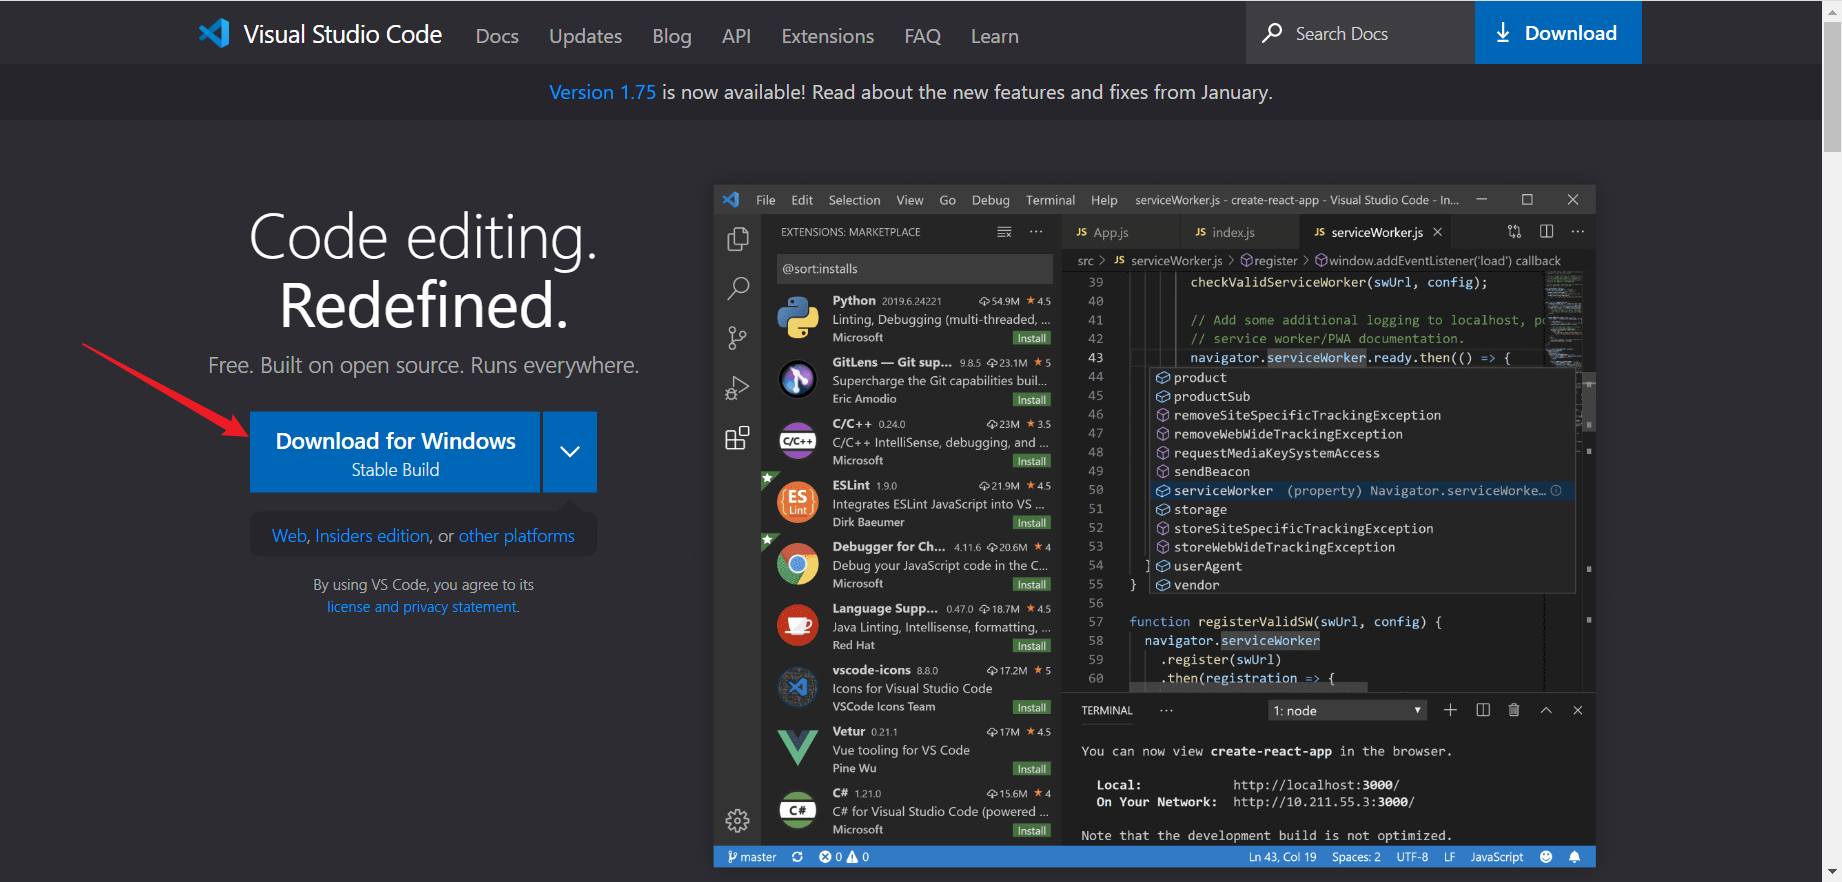 Visual Studio Code Docs Updates Blog API Extensions FAQ Learn Search Docs Download
Version 1.75 is now available! Read about the new features and fixes from January.
Code editing.
Redefined.
Free. Built on open source. Runs everywhere.
Download for Windows
Stable Build
Web, Insiders edition, or other platforms
By using VS Code, you agree to its
license and privacy statement.
File Edit Selection View Go Debug Terminal Help serviceWorker.js - create-react-app - Visual Studio Code - In...
EXTENSIONS: MARKETPLACE
@sort:installs
Python 2019.6.24221 54.9M 4.5
Linting, Debugging (multi-threaded, ...
Microsoft Install
GitLens — Git sup... 9.8.5 23.1M 5
Supercharge the Git capabilities buil...
Eric Amodio Install
C/C++ 0.24.0 23M 3.5
C/C++
C/C++ IntelliSense, debugging, and ...
Microsoft Install
ESLint 1.9.0 21.9M 4.5
ES
Lint
Integrates ESLint JavaScript into VS ...
Dirk Baeumer Install
Debugger for Ch... 4.11.6 20.6M 4
Debug your JavaScript code in the C...
Microsoft Install
Language Supp... 0.47.0 18.7M 4.5
Java Linting, Intellisense, formatting, ...
Red Hat Install
vscode-icons 8.8.0 17.2M 5
Icons for Visual Studio Code
VSCode Icons Team Install
Vetur 0.21.1 17M 4.5
Vue tooling for VS Code
Pine Wu Install
C# 1.21.0 15.6M 4
C#
C# for Visual Studio Code (powered ...
Microsoft Install
JS App.js JS index.js JS serviceWorker.js
src > JS serviceWorker.js > register > window.addEventListener('load') callback
39 checkValidServiceWorker(swUrl, config);
40
41 // Add some additional logging to localhost, po
42 // service worker/PWA documentation.
43 navigator.serviceWorker.ready.then(() => {
44 product
45 productSub
46 removeSiteSpecificTrackingException
47 removeWebWideTrackingException
48 requestMediaKeySystemAccess
49 sendBeacon
50 serviceWorker (property) Navigator.serviceWorke...
51 storage
52 storeSiteSpecificTrackingException
53 storeWebWideTrackingException
54 } userAgent
55 } vendor
56
57 function registerValidSW(swUrl, config) {
58 navigator.serviceWorker
59 .register(swUrl)
60 .then(registration => {
TERMINAL ... 1: node
You can now view create-react-app in the browser.
Local: http://localhost:3000/
On Your Network: http://10.211.55.3:3000/
Note that the development build is not optimized.
master 0 0 Ln 43, Col 19 Spaces: 2 UTF-8 LF JavaScript